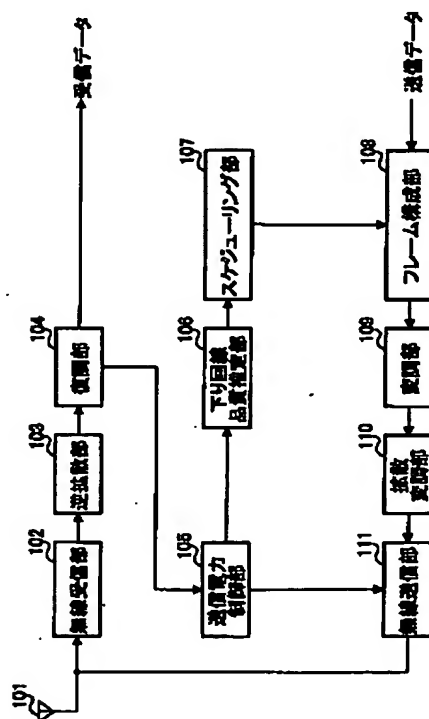 101
102
無線受信部
103
逆拡散部
104
復調部
受信データ
105
送信電力
制御部
106
下り回線
品質推定部
107
スケジューリング部
送信データ
108
フレーム構成部
109
変調部
110
拡散
変調部
111
無線送信部